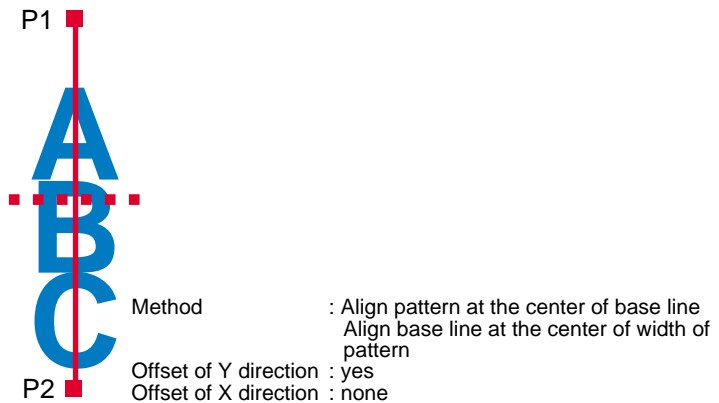 P1
A
B
C
Method : Align pattern at the center of base line
Align base line at the center of width of
pattern
Offset of Y direction : yes
P2
Offset of X direction : none